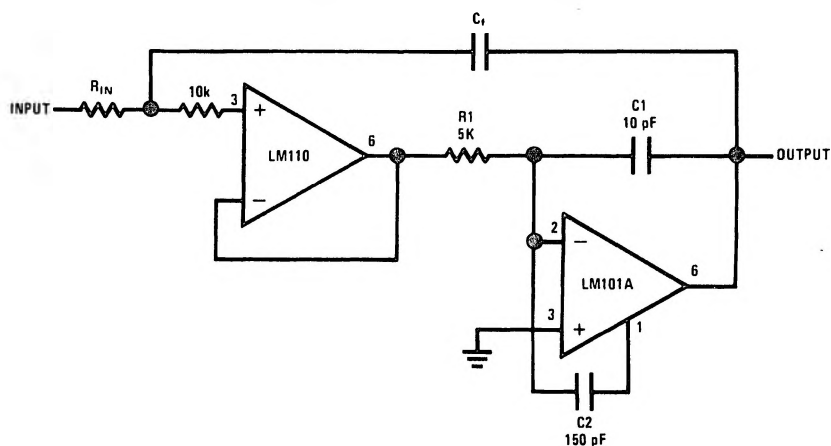 Cf
RIN
INPUT
10k
3
+
6
LM110
−
R1
5K
C1
10 pF
OUTPUT
2
−
6
LM101A
3
+
1
C2
150 pF